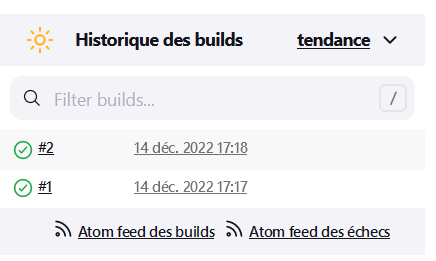 Historique des builds tendance
Filter builds... /
#2 14 déc. 2022 17:18
#1 14 déc. 2022 17:17
Atom feed des builds Atom feed des échecs